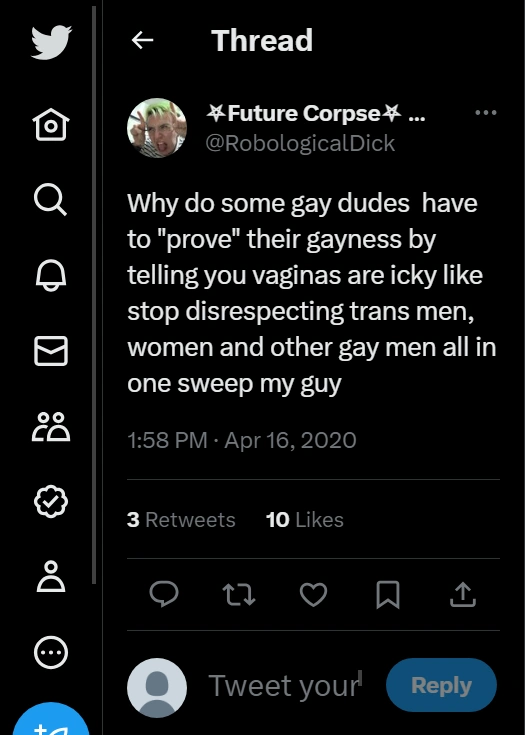 Thread
⛧Future Corpse⛧ ...
@RobologicalDick
Why do some gay dudes  have
to "prove" their gayness by
telling you vaginas are icky like
stop disrespecting trans men,
women and other gay men all in
one sweep my guy
1:58 PM · Apr 16, 2020
3 Retweets 10 Likes
Tweet your
Reply